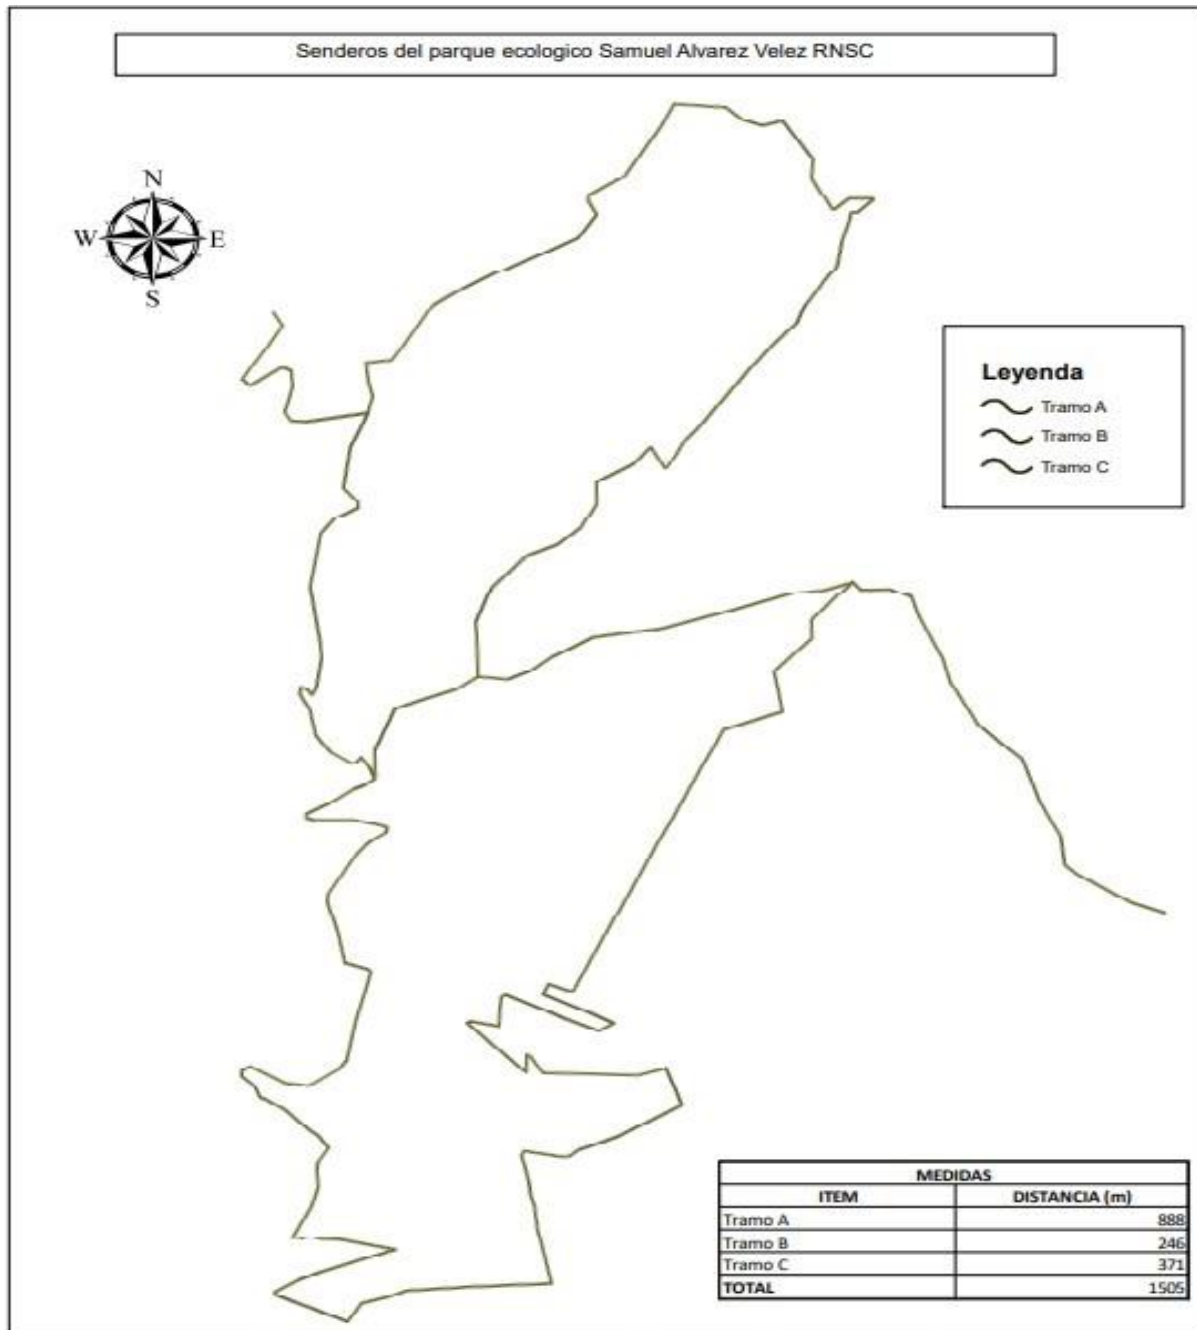 Senderos del parque ecologico Samuel Alvarez Velez RNSC
N
W E
S
Leyenda
Tramo A
Tramo B
Tramo C
MEDIDAS
ITEM DISTANCIA (m)
Tramo A 888
Tramo B 246
Tramo C 371
TOTAL 1505